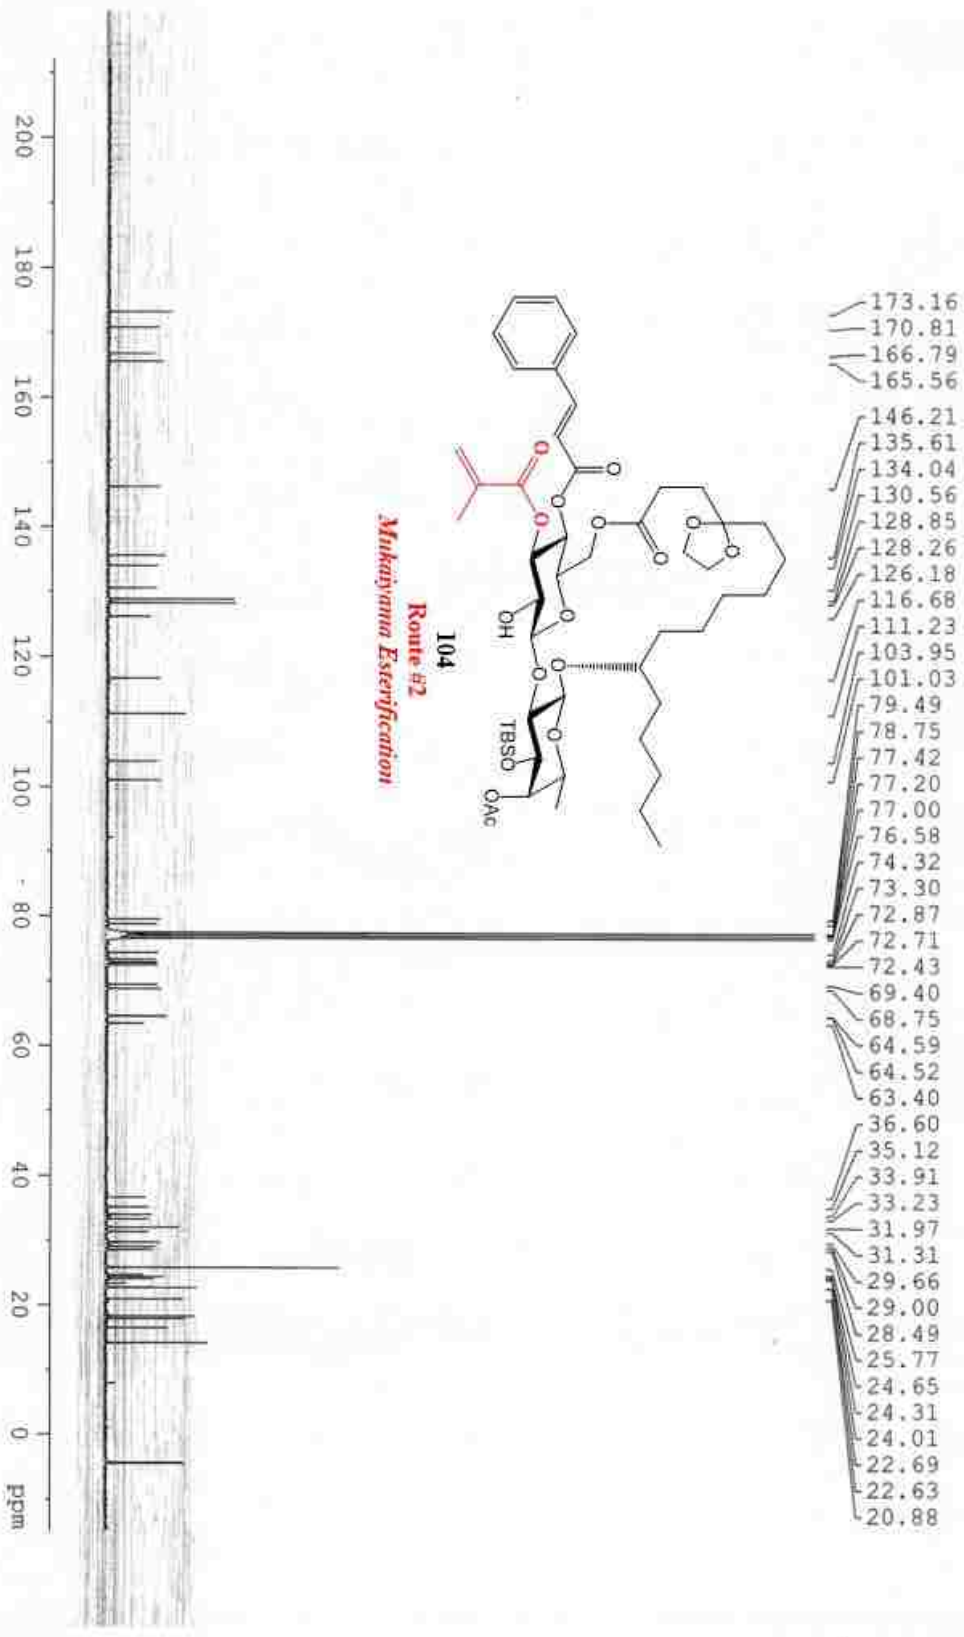 173.16
170.81
166.79
165.56
146.21
135.61
134.04
130.56
128.85
128.26
126.18
116.68
111.23
103.95
101.03
79.49
78.75
77.42
77.20
77.00
76.58
74.32
73.30
72.87
72.71
72.43
69.40
68.75
64.59
64.52
63.40
36.60
35.12
33.91
33.23
31.97
31.31
29.66
29.00
28.49
25.77
24.65
24.31
24.01
22.69
22.63
20.88
O
O
O
O
O
O
O
O
O
O
OH
O
O
O
TBSO
OAc
104
Route #2
Mukaiyama Esterification
200 180 160 140 120 100 80 60 40 20 0 ppm